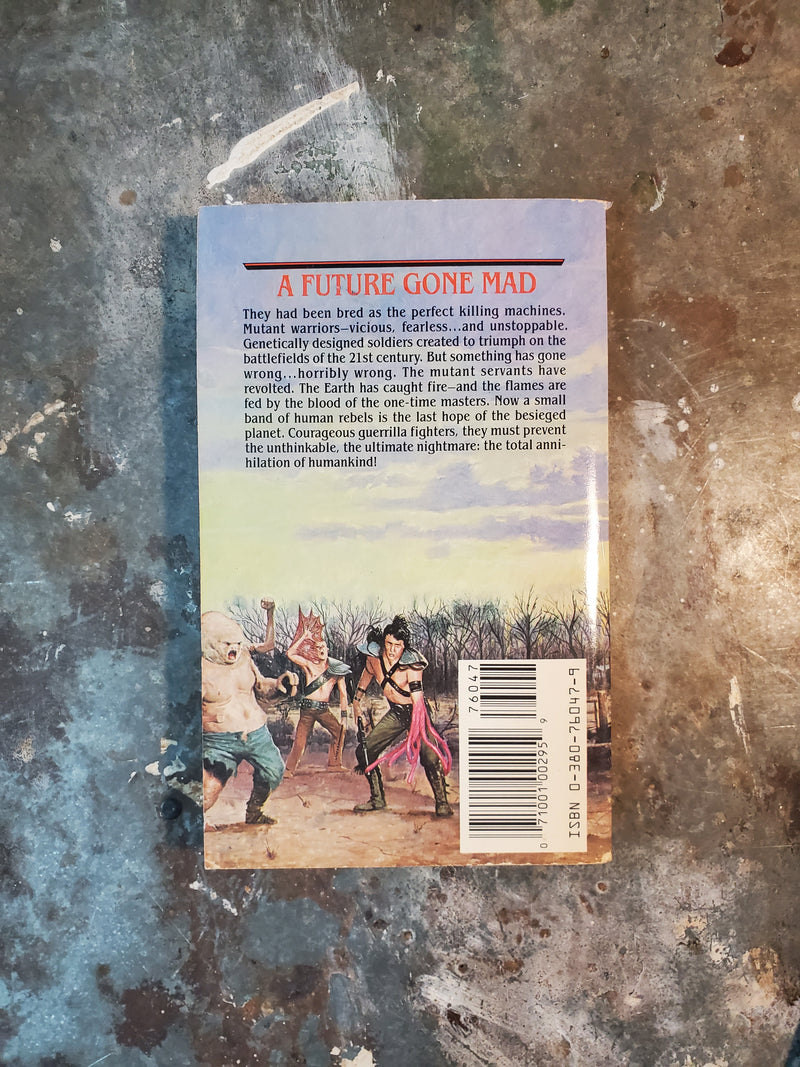 A FUTURE GONE MAD
They had been bred as the perfect killing machines.
Mutant warriors—vicious, fearless...and unstoppable.
Genetically designed soldiers created to triumph on the
battlefields of the 21st century. But something has gone
wrong...horribly wrong. The mutant servants have
revolted. The Earth has caught fire—and the flames are
fed by the blood of the one-time masters. Now a small
band of human rebels is the last hope of the besieged
planet. Courageous guerrilla fighters, they must prevent
the unthinkable, the ultimate nightmare: the total anni-
hilation of humankind!
76047
0 71001 00295 9
ISBN 0-380-76047-9